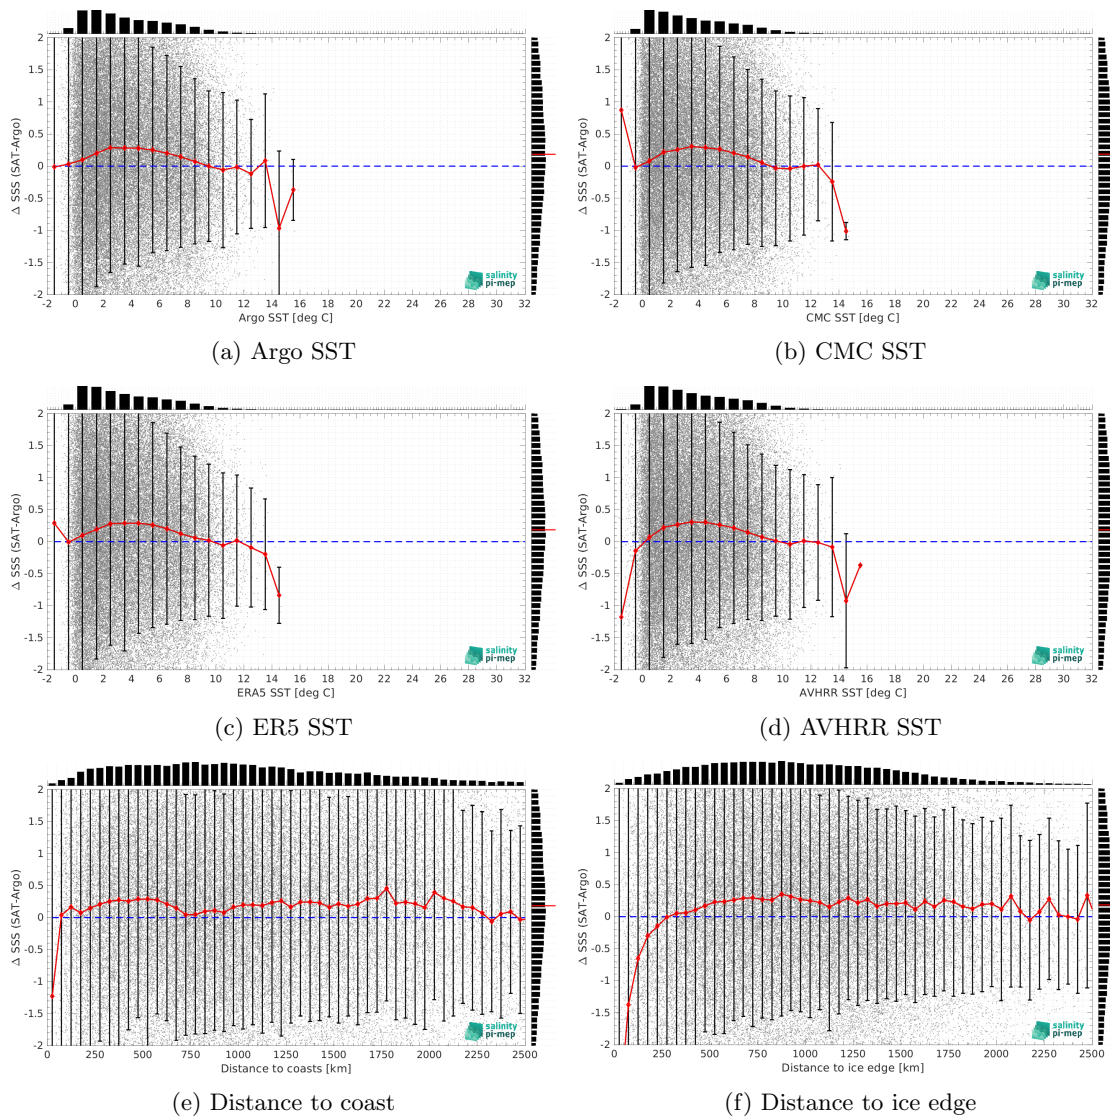 2
1.5
1
0.5
0
-0.5
-1
-1.5
-2
Δ SSS (SAT-Argo)
-2 0 2 4 6 8 10 12 14 16 18 20 22 24 26 28 30 32
Argo SST [deg C]
salinity
pi-mep
(a) Argo SST
2
1.5
1
0.5
0
-0.5
-1
-1.5
-2
Δ SSS (SAT-Argo)
-2 0 2 4 6 8 10 12 14 16 18 20 22 24 26 28 30 32
CMC SST [deg C]
salinity
pi-mep
(b) CMC SST
2
1.5
1
0.5
0
-0.5
-1
-1.5
-2
Δ SSS (SAT-Argo)
-2 0 2 4 6 8 10 12 14 16 18 20 22 24 26 28 30 32
ERA5 SST [deg C]
salinity
pi-mep
(c) ER5 SST
2
1.5
1
0.5
0
-0.5
-1
-1.5
-2
Δ SSS (SAT-Argo)
-2 0 2 4 6 8 10 12 14 16 18 20 22 24 26 28 30 32
AVHRR SST [deg C]
salinity
pi-mep
(d) AVHRR SST
2
1.5
1
0.5
0
-0.5
-1
-1.5
-2
Δ SSS (SAT-Argo)
0 250 500 750 1000 1250 1500 1750 2000 2250 2500
Distance to coasts [km]
salinity
pi-mep
(e) Distance to coast
2
1.5
1
0.5
0
-0.5
-1
-1.5
-2
Δ SSS (SAT-Argo)
0 250 500 750 1000 1250 1500 1750 2000 2250 2500
Distance to ice edge [km]
salinity
pi-mep
(f) Distance to ice edge